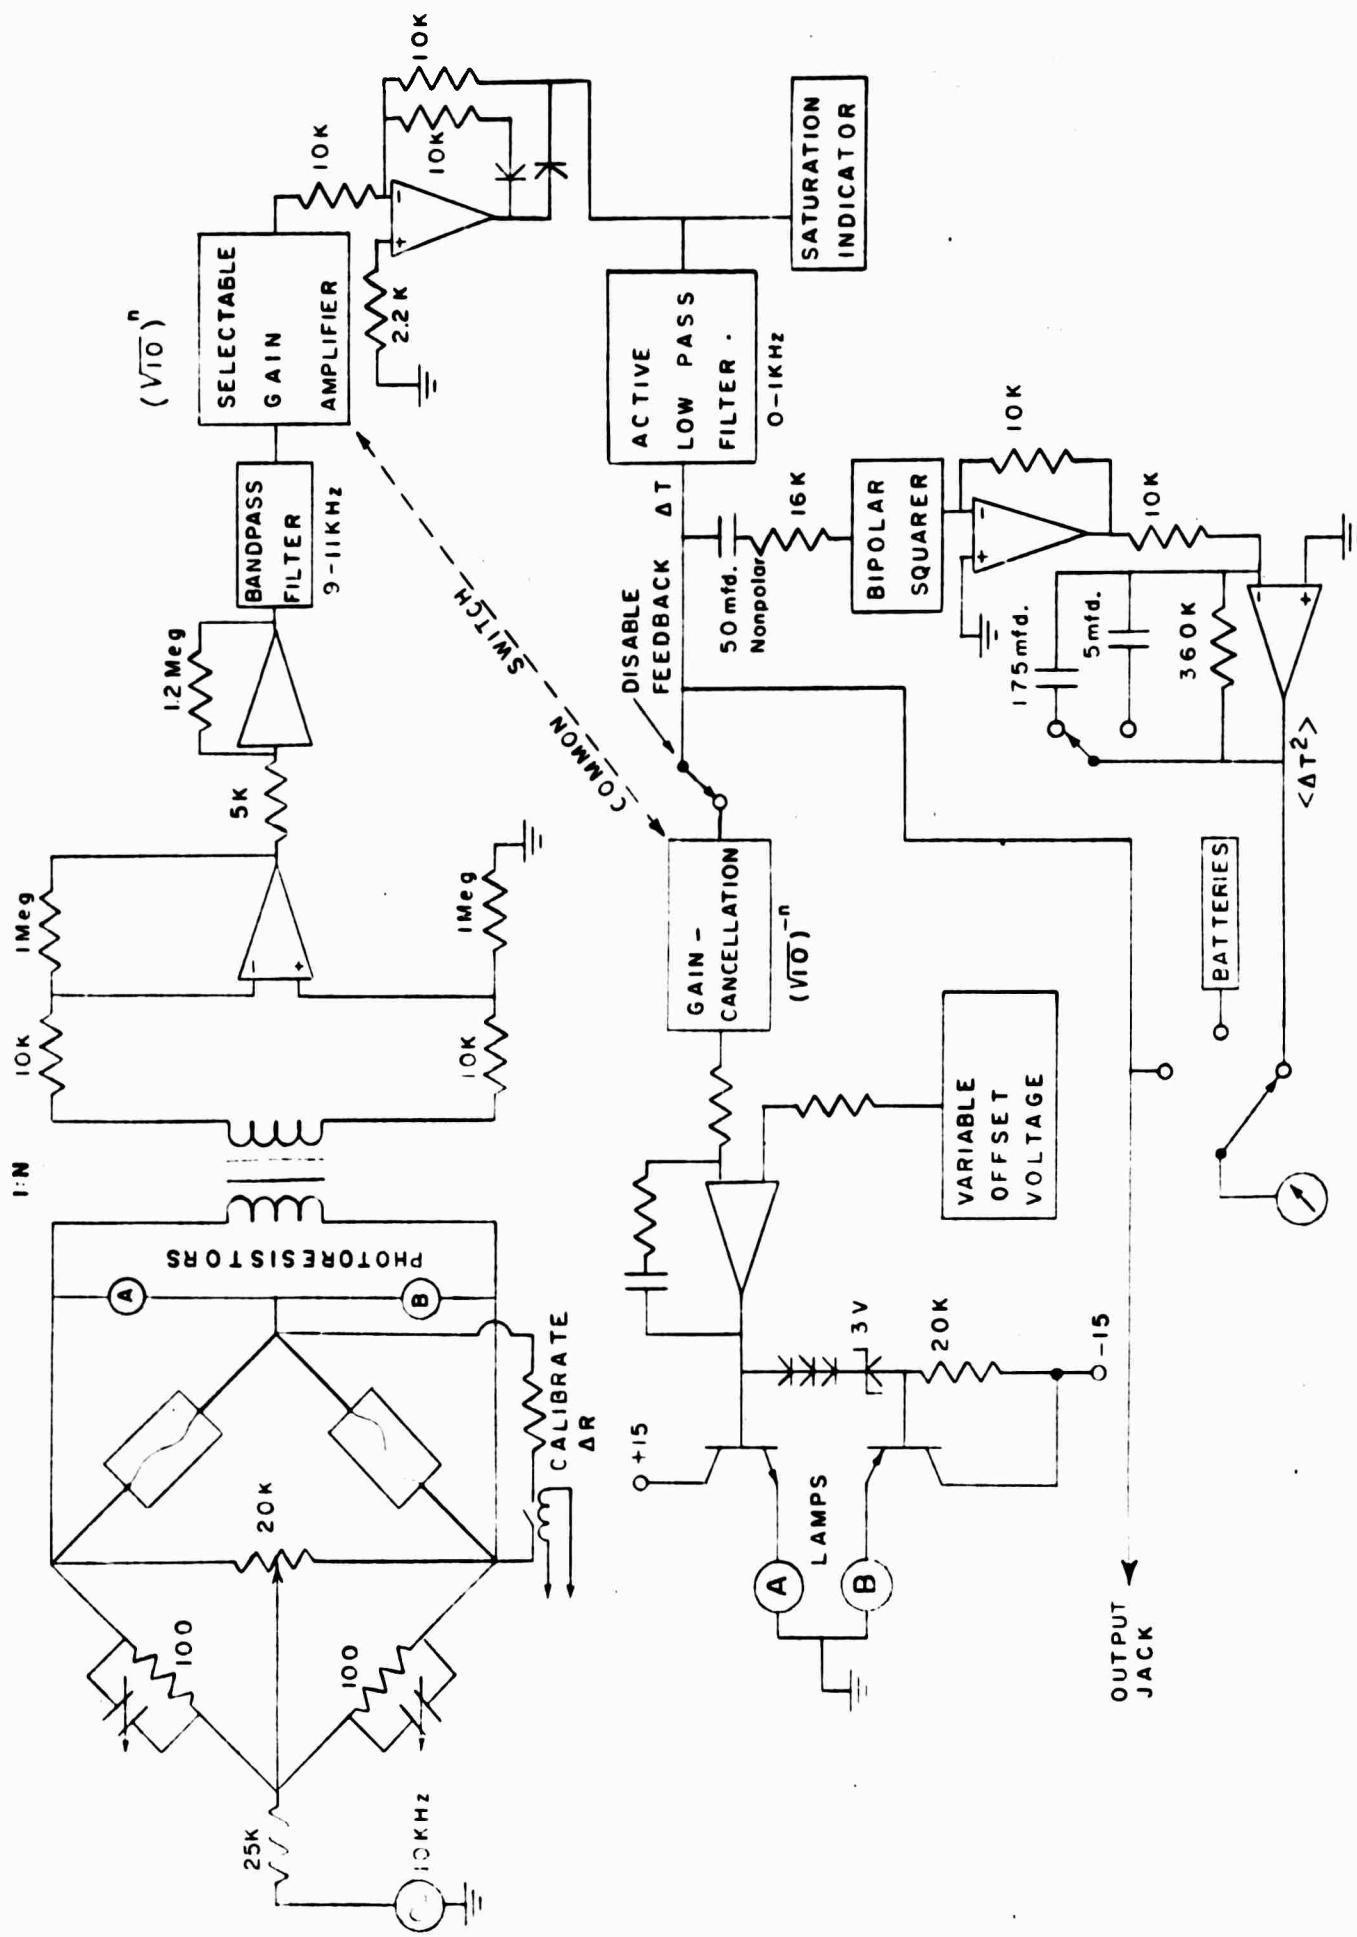 1:N
10K
1Meg
10K
1Meg
5K
1.2Meg
BANDPASS
FILTER
9-11KHz
(√10)ⁿ
SELECTABLE
GAIN
AMPLIFIER
10K
10K
10K
2.2K
-
+
-
+
25K
10KHz
100
100
20K
PHOTORESISTORS
A
B
CALIBRATE
ΔR
COMMON SWITCH
SATURATION
INDICATOR
ACTIVE
LOW PASS
FILTER.
0-1KHz
ΔT
DISABLE
FEEDBACK
50mfd.
Nonpolar
16K
BIPOLAR
SQUARER
-
+
10K
10K
175mfd.
5mfd.
360K
-
+
<ΔT²>
GAIN-
CANCELLATION
(√10)⁻ⁿ
VARIABLE
OFFSET
VOLTAGE
BATTERIES
+15
13V
20K
-15
LAMPS
A
B
OUTPUT
JACK